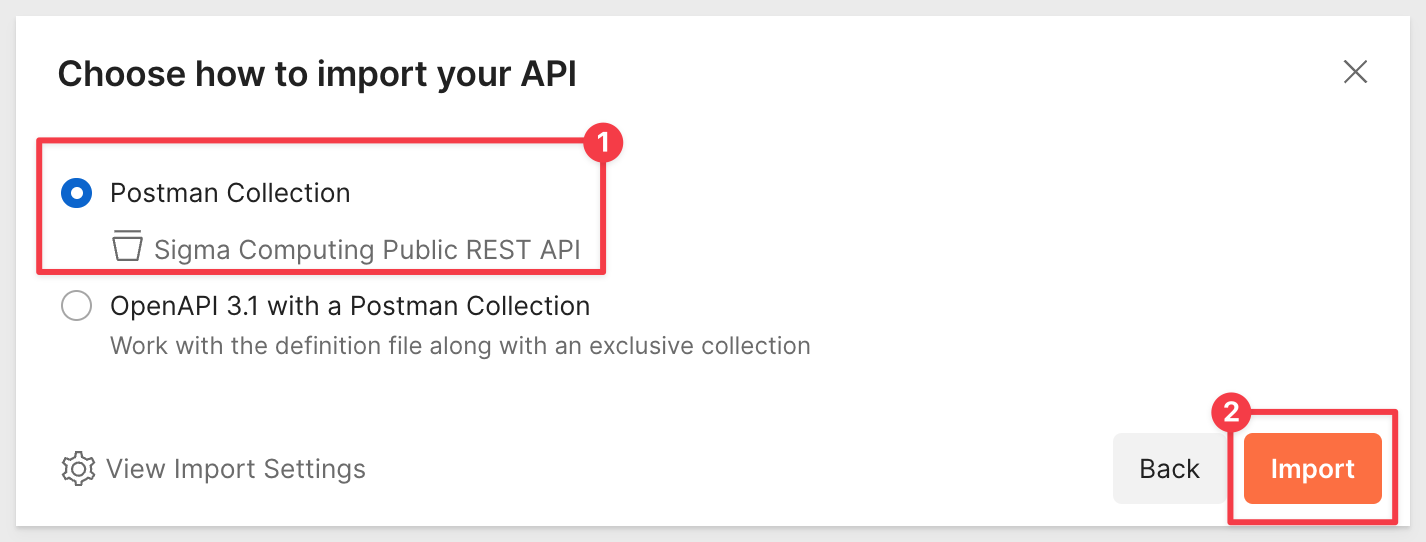 Choose how to import your API
1
Postman Collection
Sigma Computing Public REST API
OpenAPI 3.1 with a Postman Collection
Work with the definition file along with an exclusive collection
2
View Import Settings
Back
Import